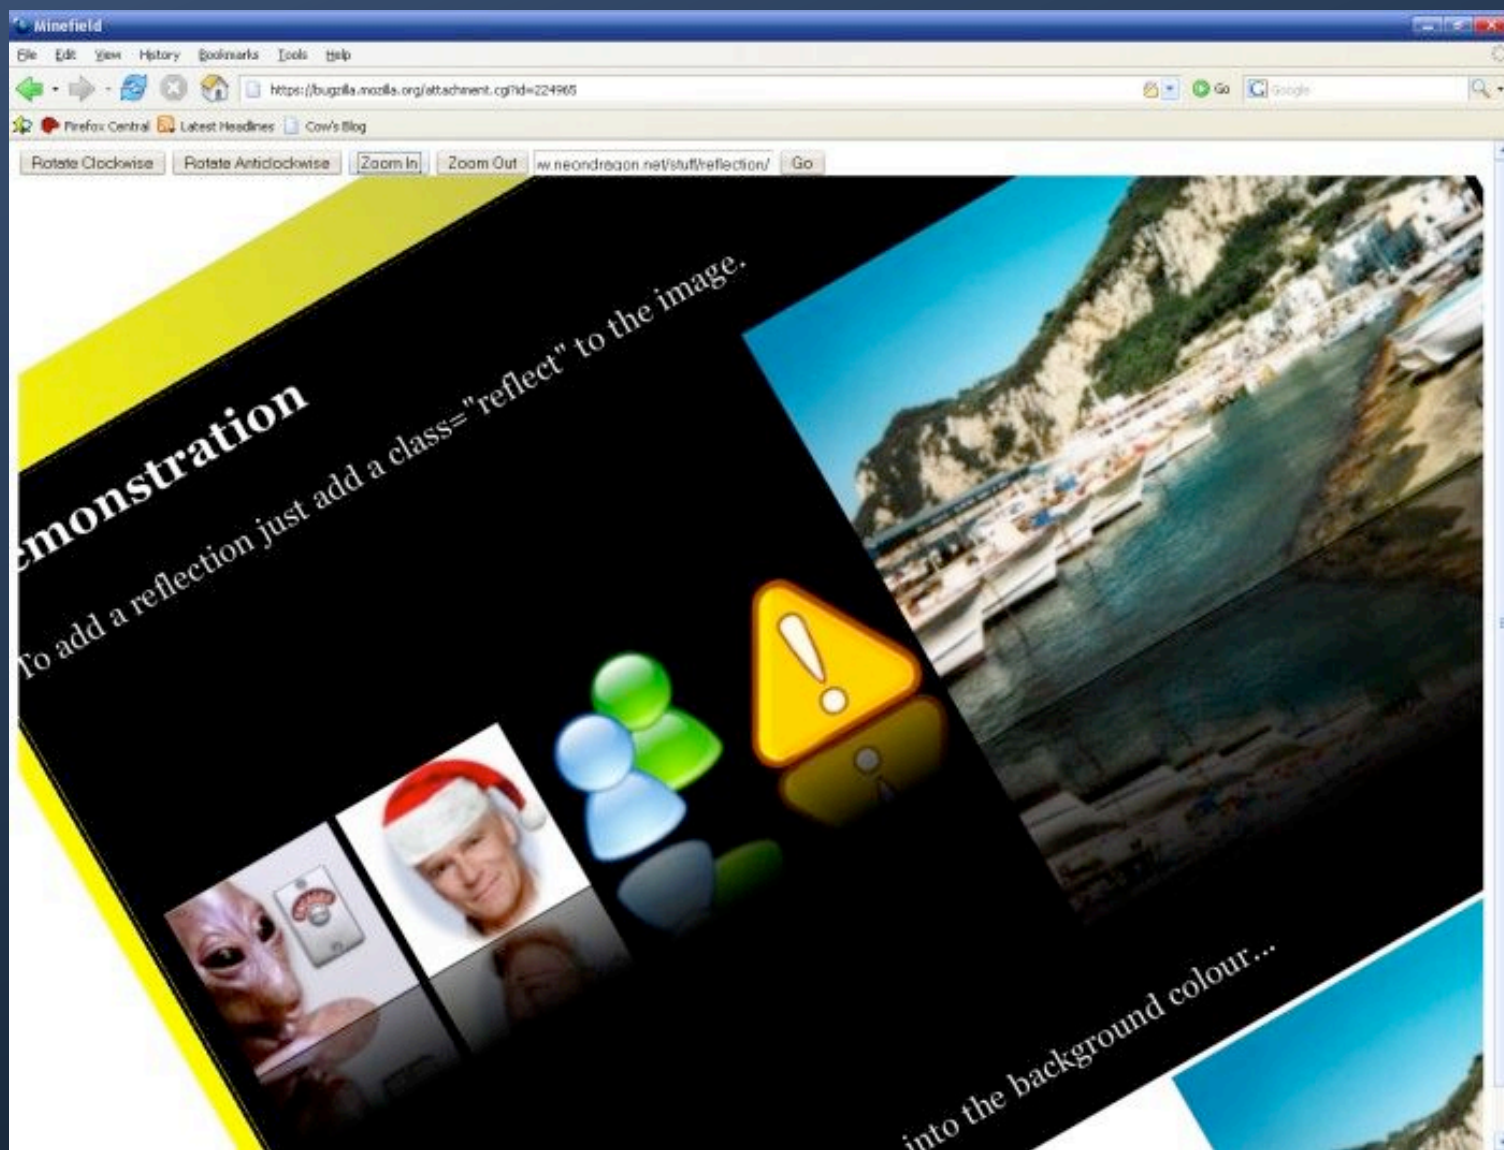 Minefield
File Edit View History Bookmarks Tools Help
https://bugzilla.mozilla.org/attachment.cgi?id=224965
Go
Google
Firefox Central Latest Headlines Cow's Blog
Rotate Clockwise Rotate Anticlockwise Zoom In Zoom Out w.neondragon.net/stuff/reflection/ Go
emonstration
To add a reflection just add a class="reflect" to the image.
into the background colour...